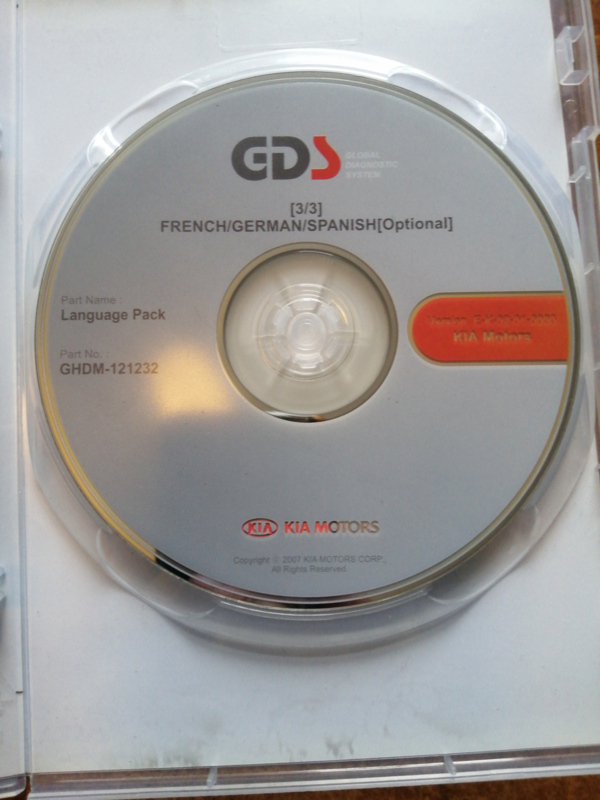 GDS
GLOBAL
DIAGNOSTIC
SYSTEM
[3/3]
FRENCH/GERMAN/SPANISH[Optional]
Part Name :
Language Pack
Part No. :
GHDM-121232
Version
KIA Motors
KIA KIA MOTORS
Copyright © 2007 KIA MOTORS CORP.,
All Rights Reserved